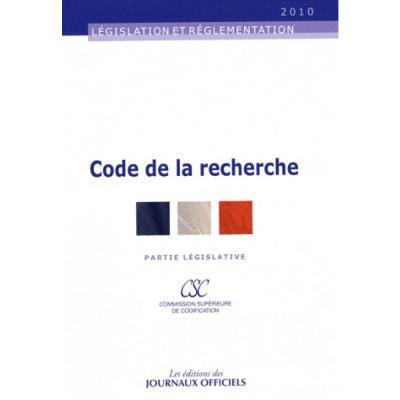 2010
LÉGISLATION ET RÉGLEMENTATION
Code de la recherche
PARTIE LÉGISLATIVE
CSC
COMMISSION SUPÉRIEURE
DE CODIFICATION
Les éditions des
JOURNAUX OFFICIELS